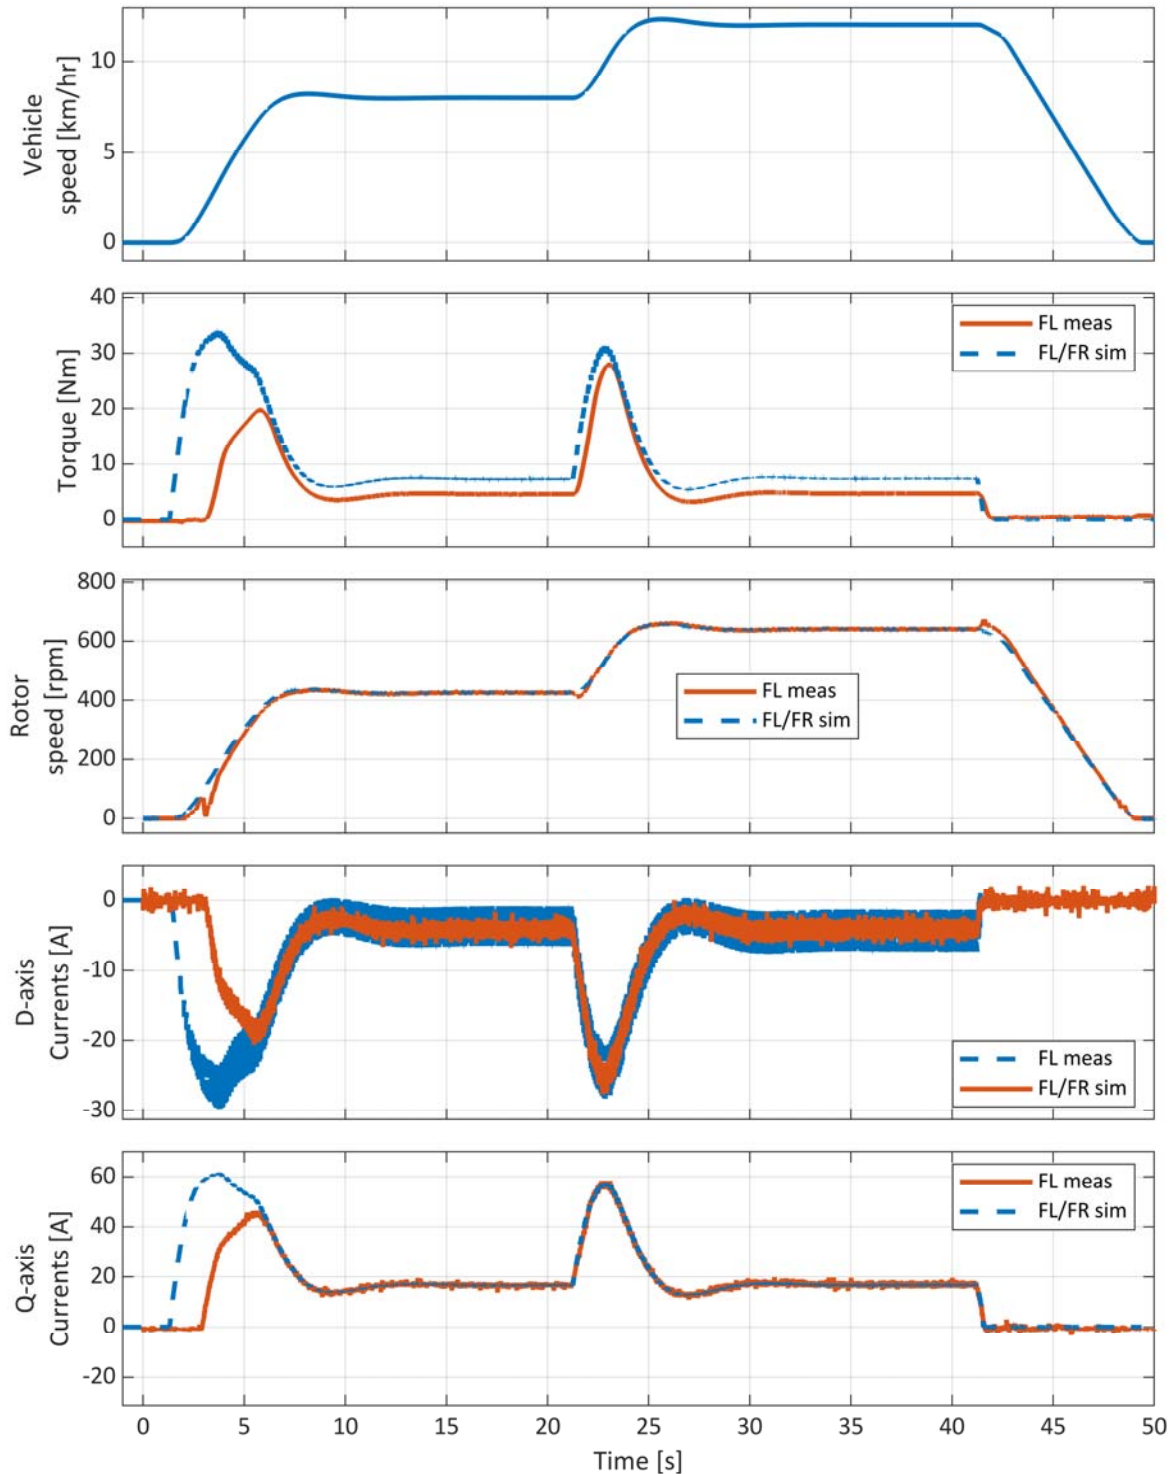 Vehicle
speed [km/hr]
10
5
0
Torque [Nm]
40
30
20
10
0
FL meas
FL/FR sim
Rotor
speed [rpm]
800
600
400
200
0
FL meas
FL/FR sim
D-axis
Currents [A]
0
-10
-20
-30
FL meas
FL/FR sim
Q-axis
Currents [A]
60
40
20
0
-20
FL meas
FL/FR sim
0 5 10 15 20 25 30 35 40 45 50
Time [s]